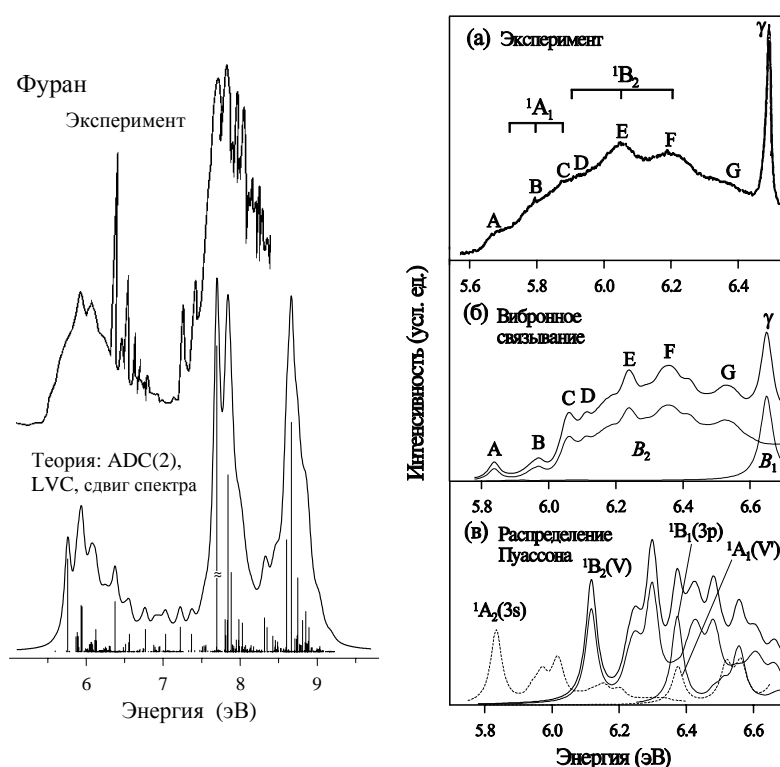 Фуран
Эксперимент
Теория: ADC(2),
LVC, сдвиг спектра
≈
6 7 8 9
Энергия (эВ)
Интенсивность (усл. ед.)
(а) Эксперимент
γ
¹B₂
¹A₁
A B C D E F G
5.6 5.8 6.0 6.2 6.4
(б) Вибронное
связывание
γ
A B C D E F G
B₂ B₁
5.8 6.0 6.2 6.4 6.6
(в) Распределение
Пуассона
¹B₁(3p)
¹A₁(V')
¹B₂(V)
¹A₂(3s)
5.8 6.0 6.2 6.4 6.6
Энергия (эВ)